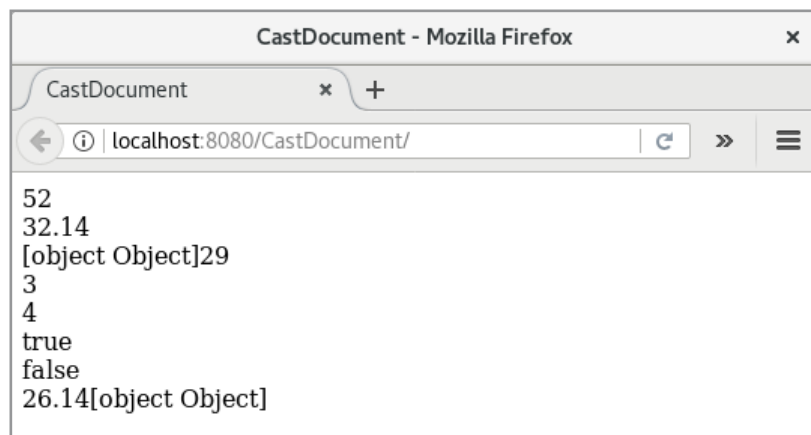 CastDocument - Mozilla Firefox
CastDocument
localhost:8080/CastDocument/
52
32.14
[object Object]29
3
4
true
false
26.14[object Object]